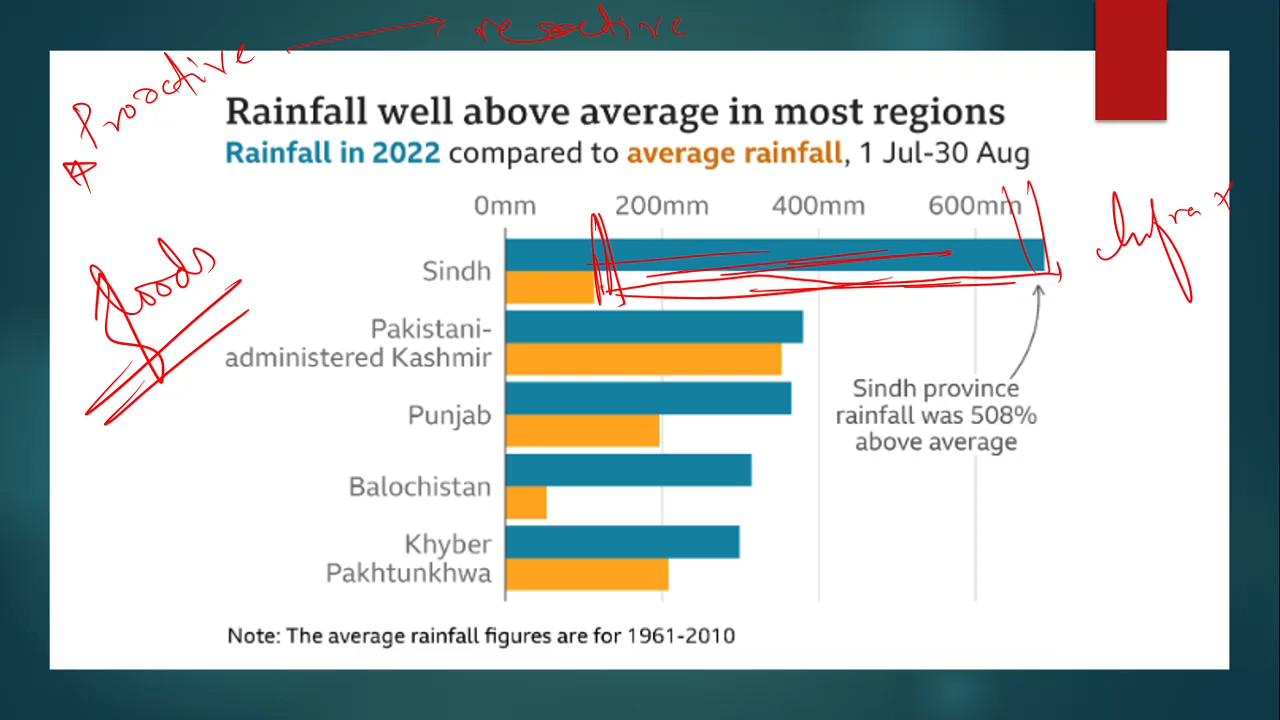 Proactive → reactive
Rainfall well above average in most regions
Rainfall in 2022 compared to average rainfall, 1 Jul-30 Aug
0mm 200mm 400mm 600mm
Infra
Sindh
floods
Pakistani-
administered Kashmir
Sindh province
rainfall was 508%
above average
Punjab
Balochistan
Khyber
Pakhtunkhwa
Note: The average rainfall figures are for 1961-2010